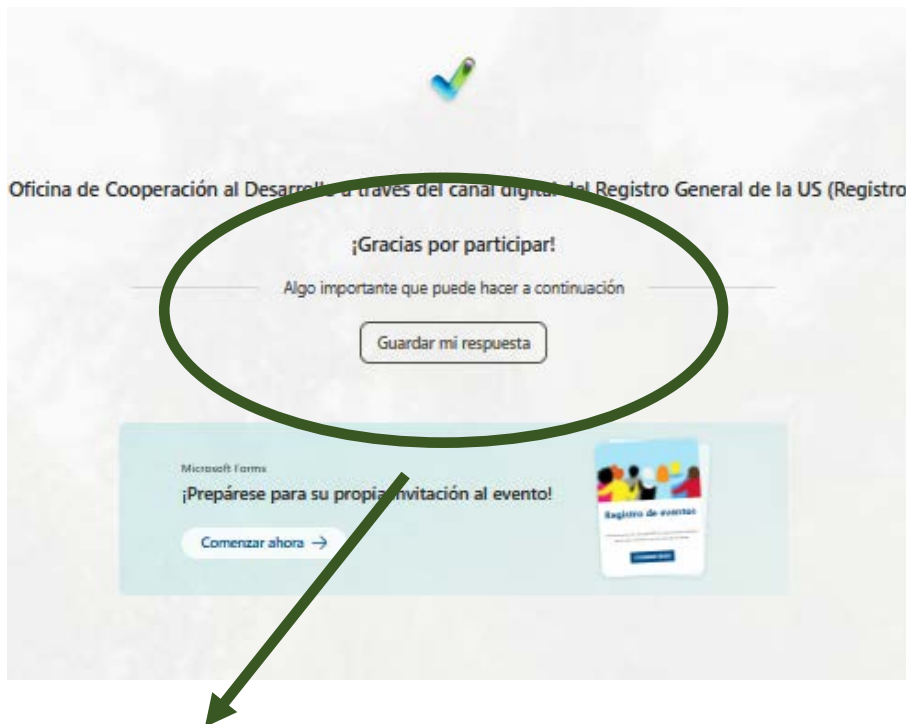 Oficina de Cooperación al Desarrollo a través del canal digital del Registro General de la US (Registro
¡Gracias por participar!
Algo importante que puede hacer a continuación
Guardar mi respuesta
Microsoft Forms
¡Prepárese para su propia invitación al evento!
Comenzar ahora →
Registro de eventos